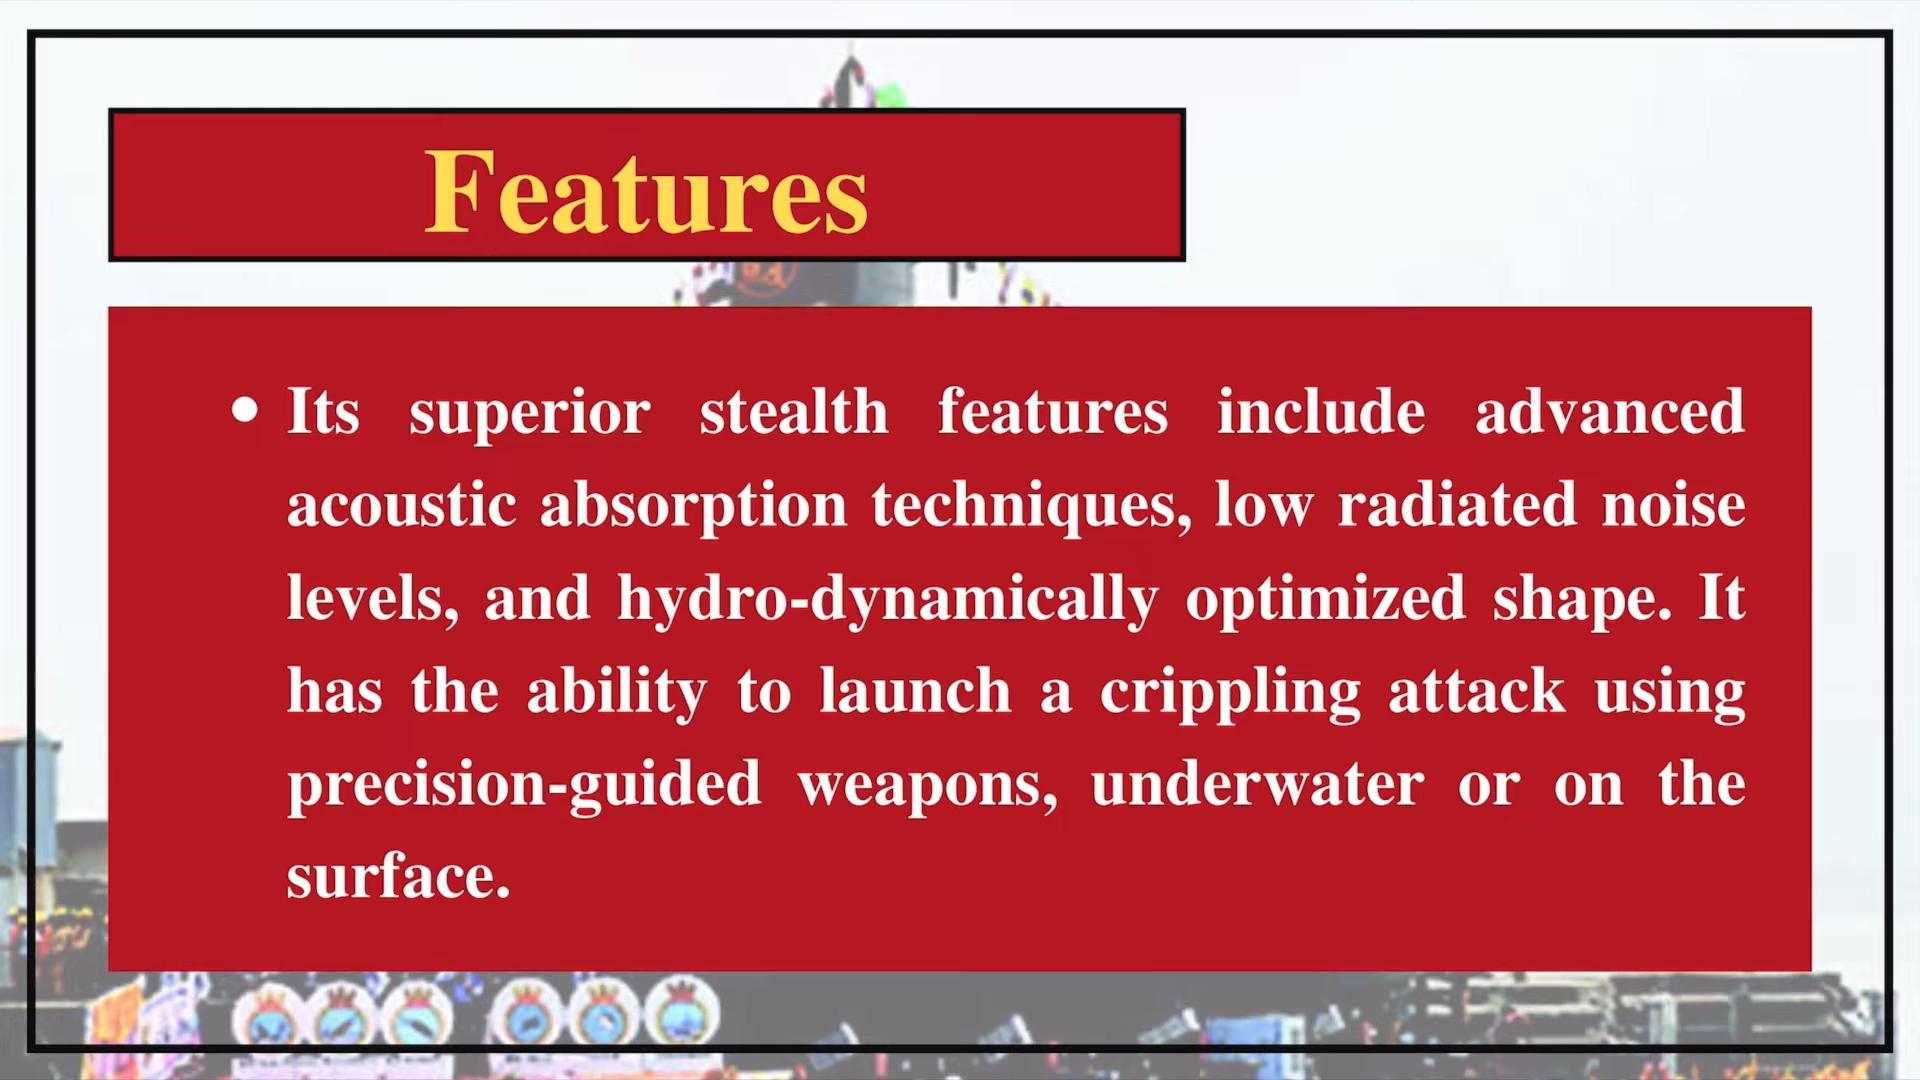 Features
• Its superior stealth features include advanced
acoustic absorption techniques, low radiated noise
levels, and hydro-dynamically optimized shape. It
has the ability to launch a crippling attack using
precision-guided weapons, underwater or on the
surface.